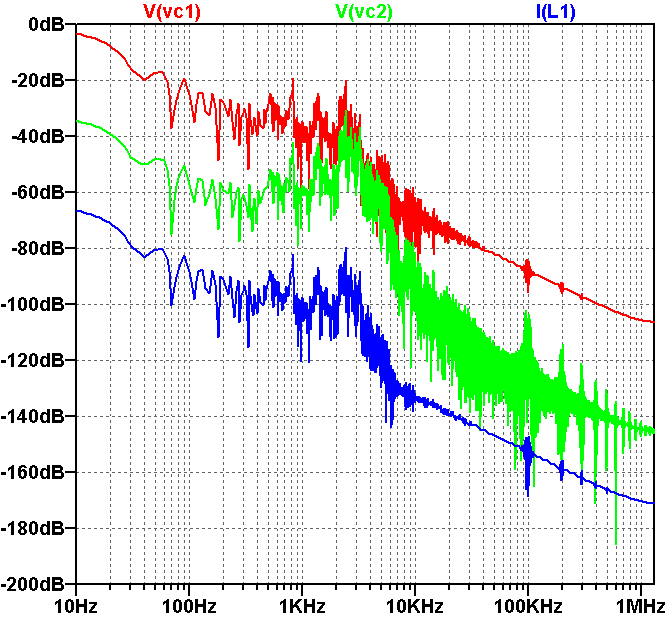 V(vc1) V(vc2) I(L1)
0dB
-20dB
-40dB
-60dB
-80dB
-100dB
-120dB
-140dB
-160dB
-180dB
-200dB
10Hz 100Hz 1KHz 10KHz 100KHz 1MHz